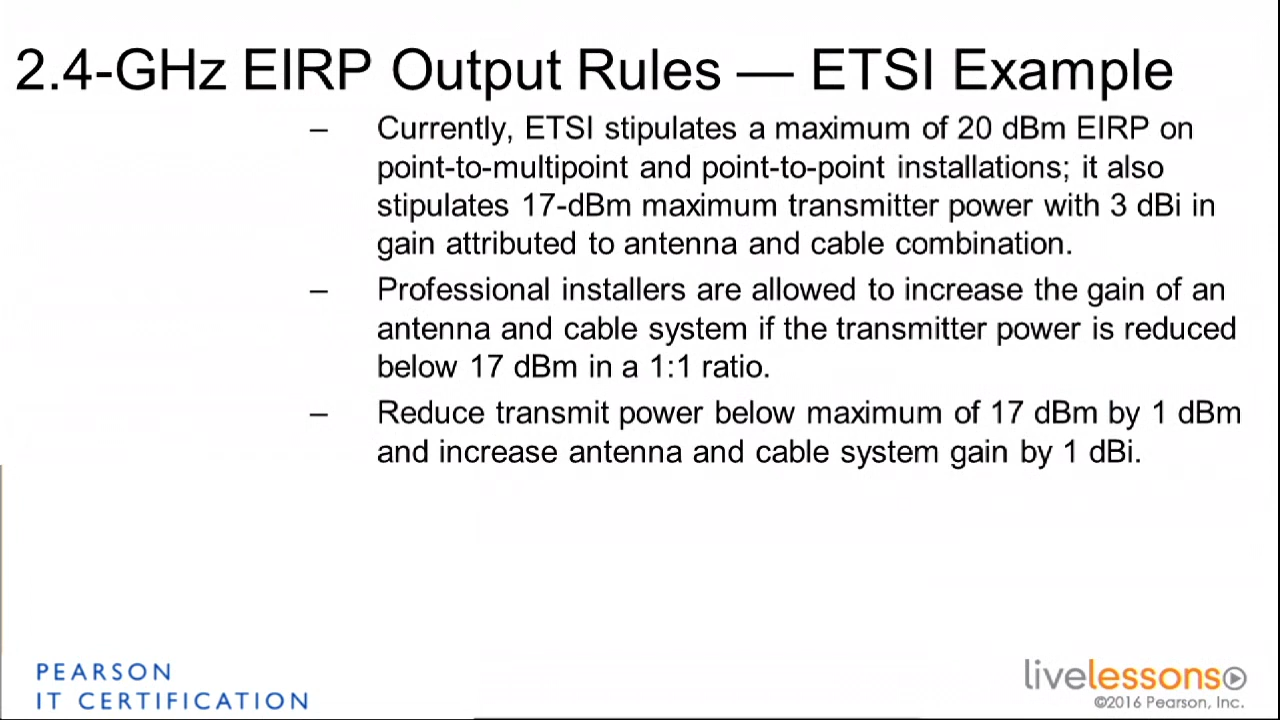 2.4-GHz EIRP Output Rules — ETSI Example
– Currently, ETSI stipulates a maximum of 20 dBm EIRP on
point-to-multipoint and point-to-point installations; it also
stipulates 17-dBm maximum transmitter power with 3 dBi in
gain attributed to antenna and cable combination.
– Professional installers are allowed to increase the gain of an
antenna and cable system if the transmitter power is reduced
below 17 dBm in a 1:1 ratio.
– Reduce transmit power below maximum of 17 dBm by 1 dBm
and increase antenna and cable system gain by 1 dBi.
PEARSON
IT CERTIFICATION
livelessons
©2016 Pearson, Inc.